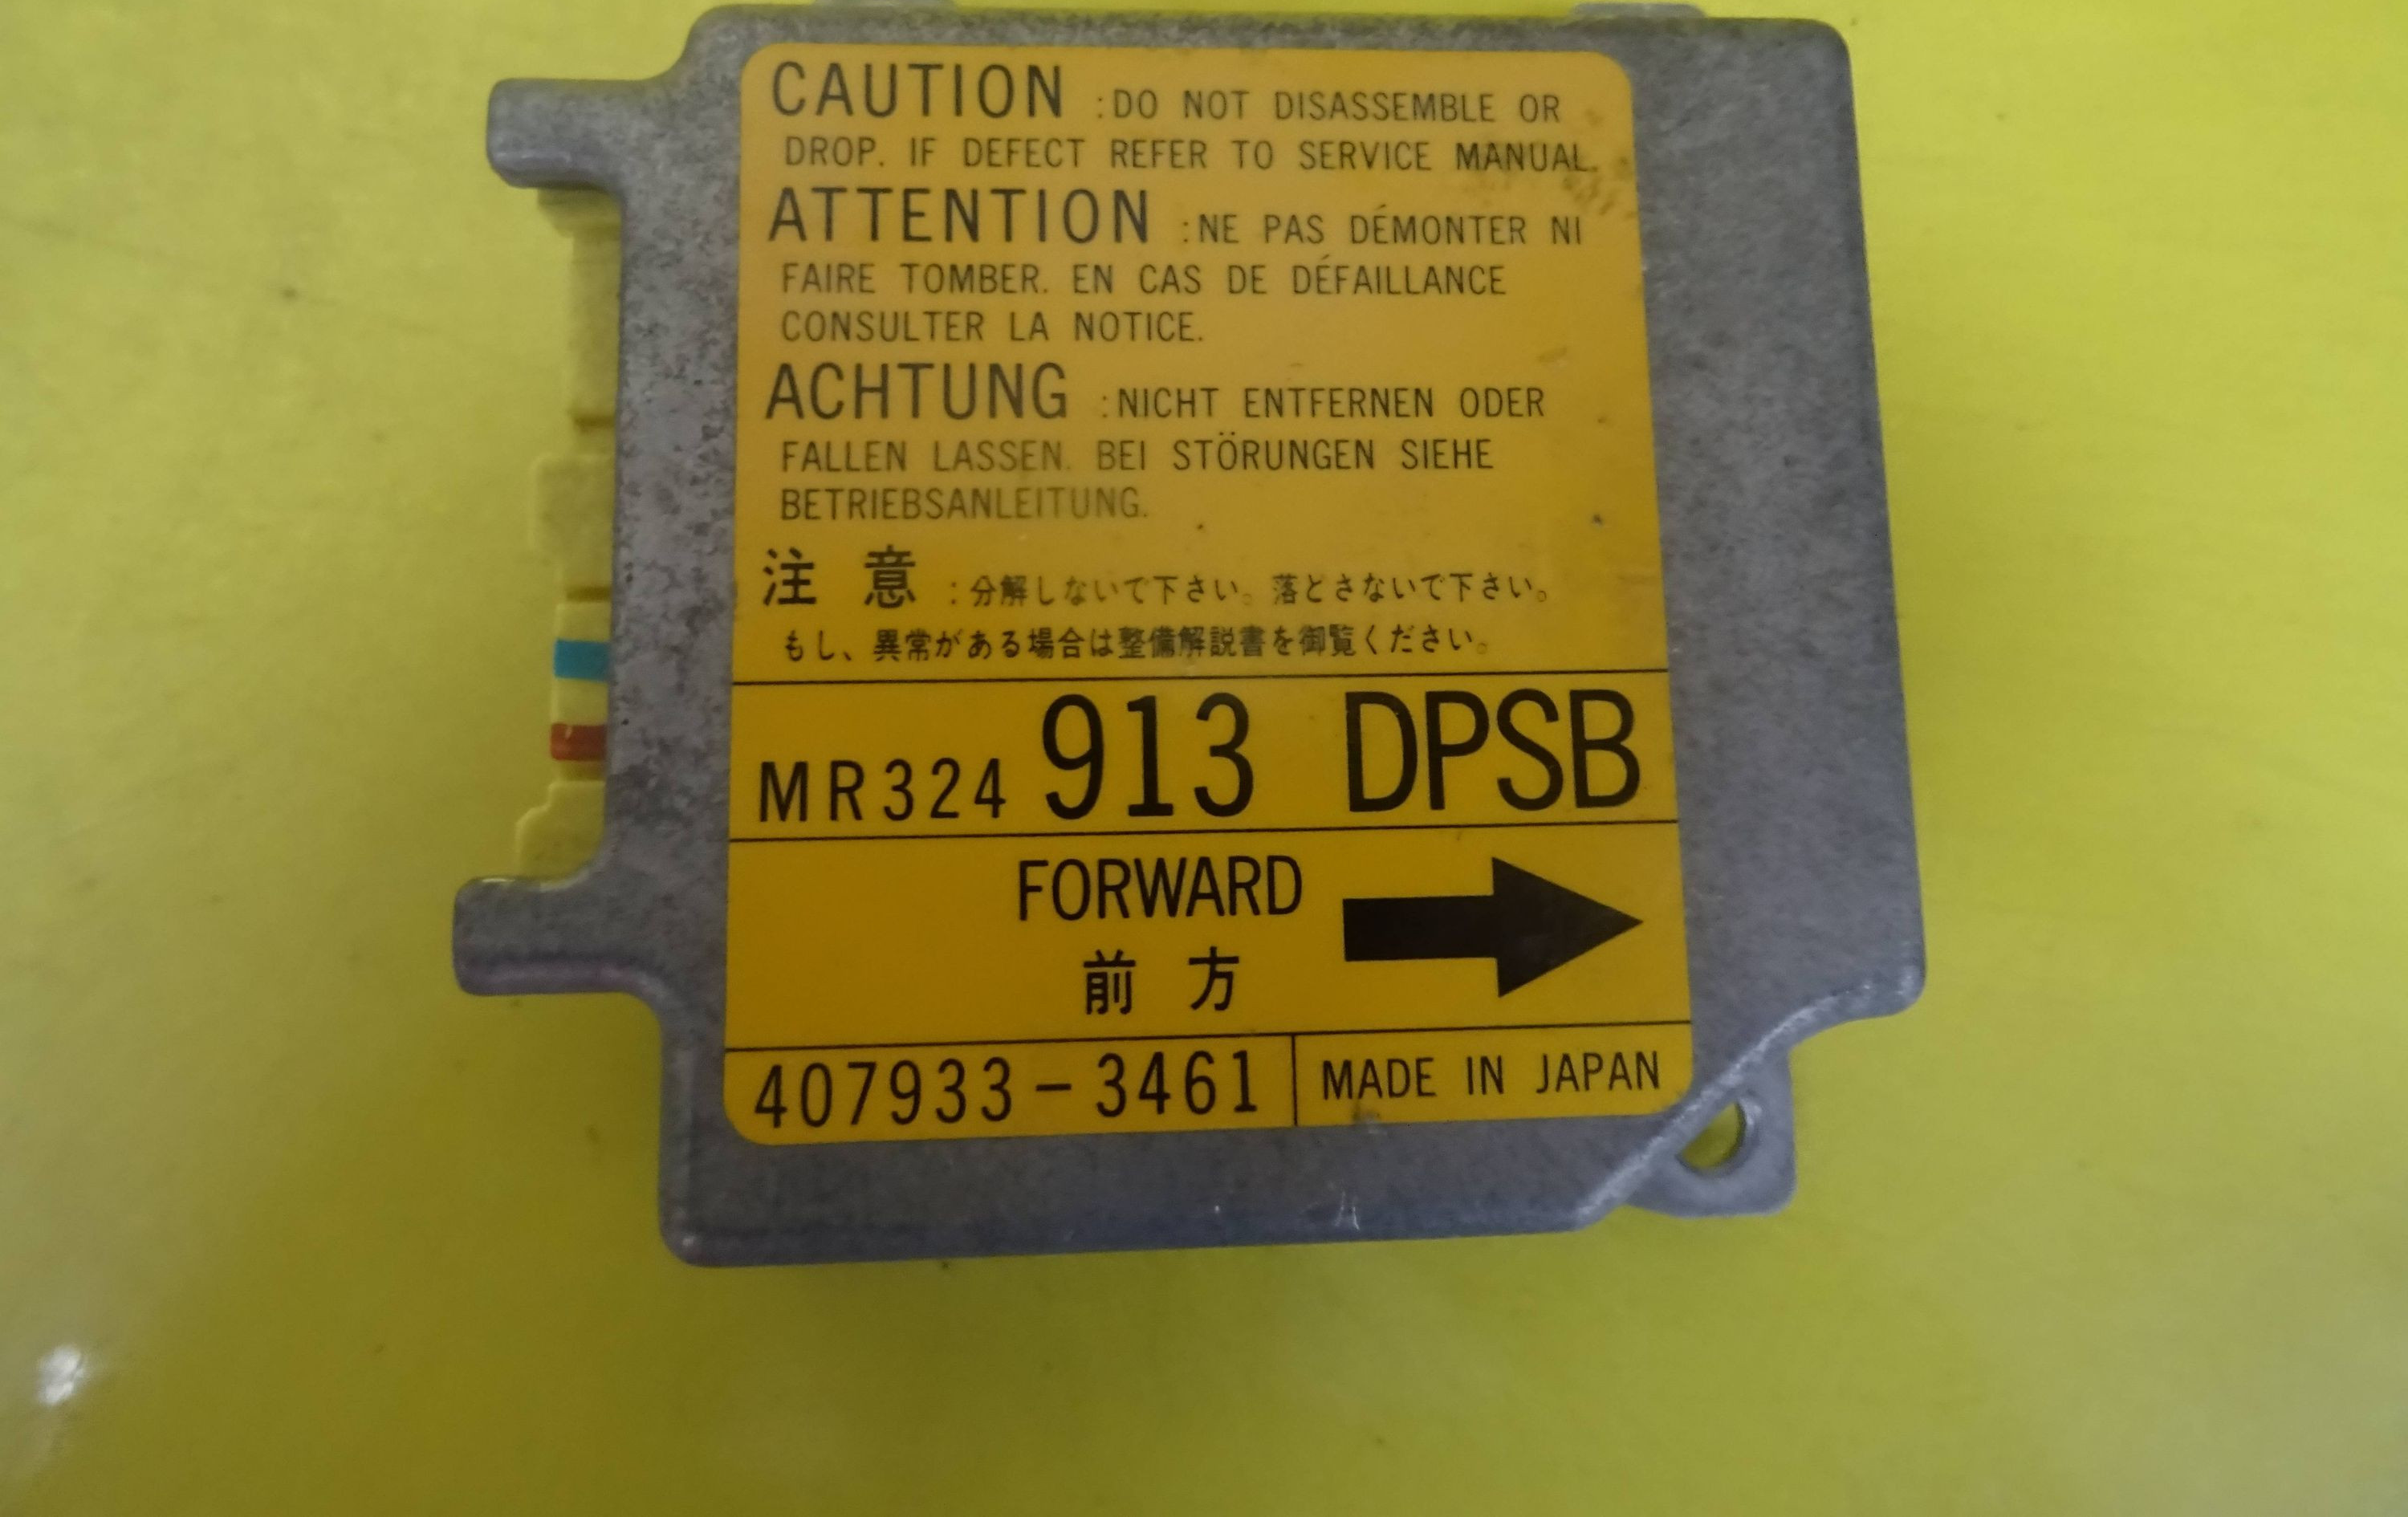 CAUTION :DO NOT DISASSEMBLE OR
DROP. IF DEFECT REFER TO SERVICE MANUAL.
ATTENTION :NE PAS DÉMONTER NI
FAIRE TOMBER. EN CAS DE DÉFAILLANCE
CONSULTER LA NOTICE.
ACHTUNG :NICHT ENTFERNEN ODER
FALLEN LASSEN. BEI STÖRUNGEN SIEHE
BETRIEBSANLEITUNG.
注意 :分解しないで下さい。落とさないで下さい。
もし、異常がある場合は整備解説書を御覧ください。
MR324 913 DPSB
FORWARD
前方
407933-3461 MADE IN JAPAN